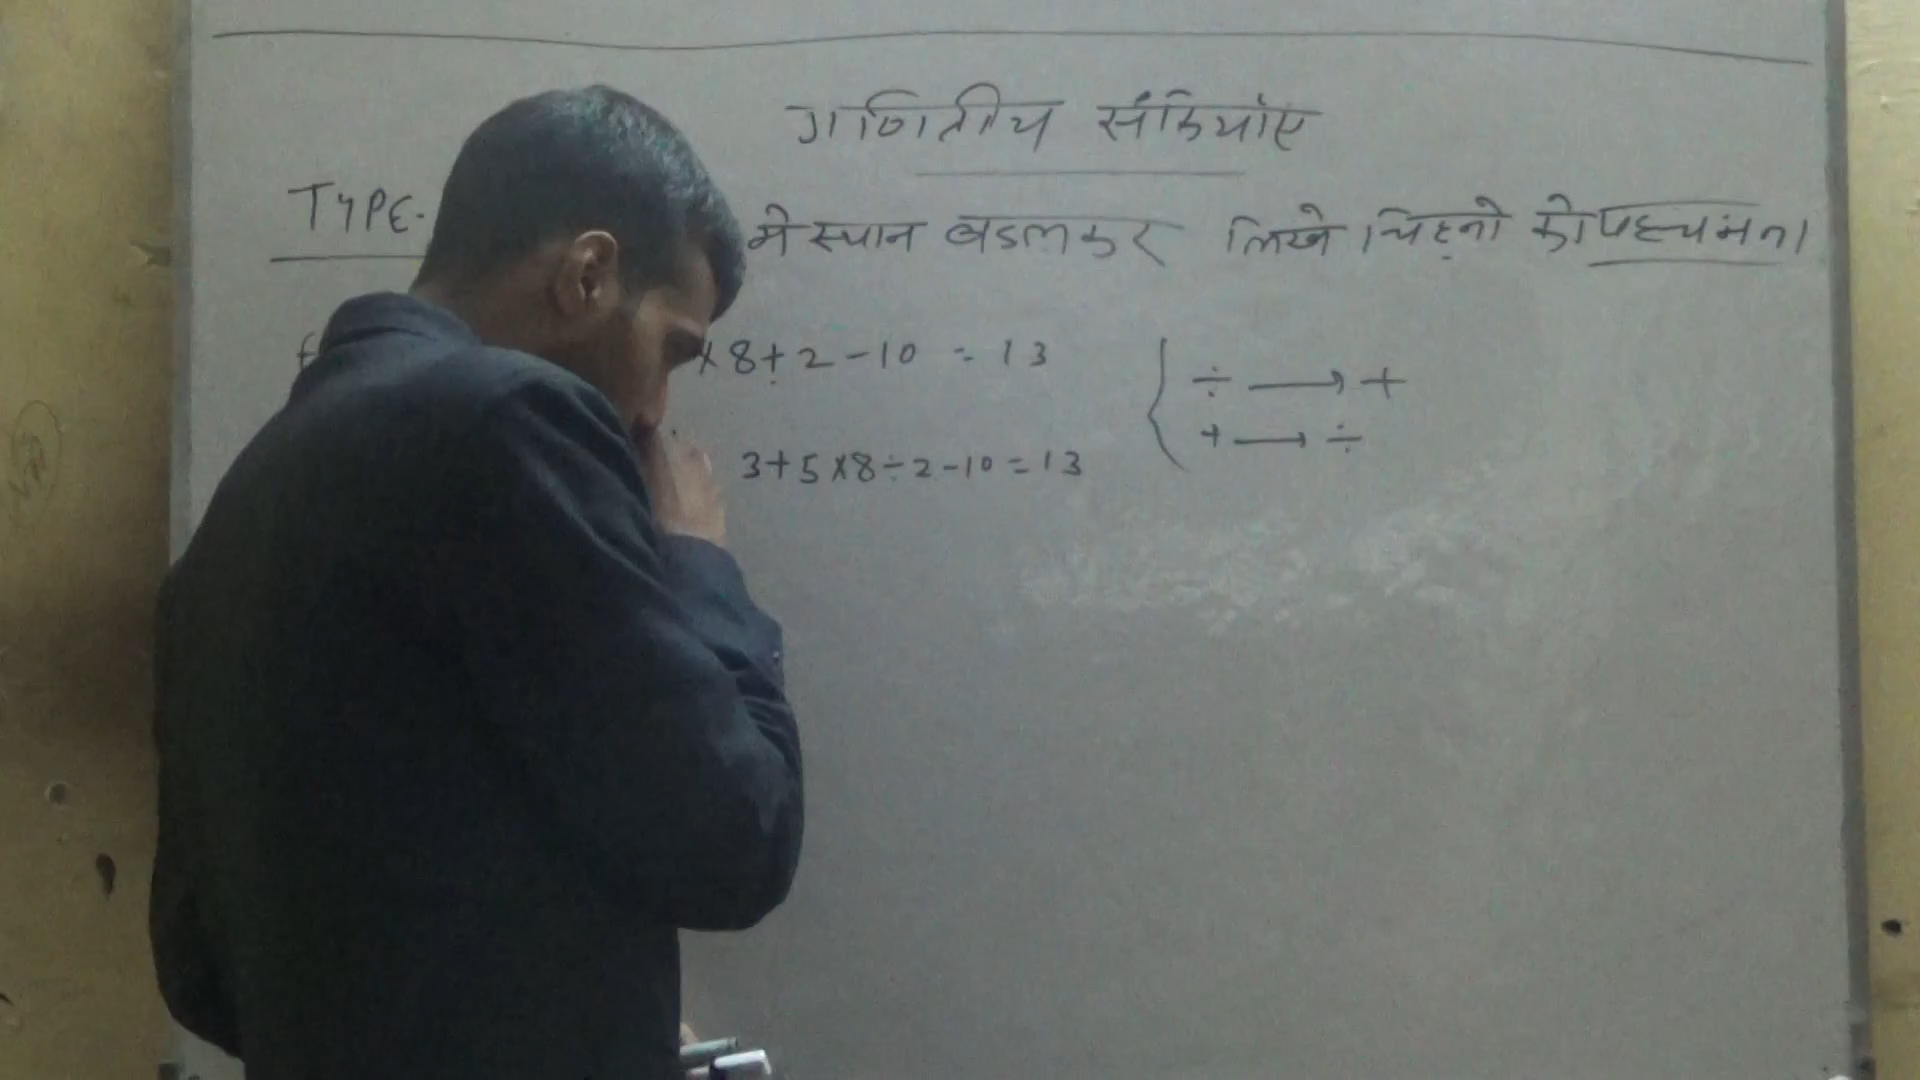 गणितीय संक्रियांए
TYPE-
मे स्थान बदलकर लिखे चिह्नो को पहचानना।
× 8 + 2 - 10 = 13
3 + 5 × 8 ÷ 2 - 10 = 13
÷ ⟶ +
+ ⟶ ÷